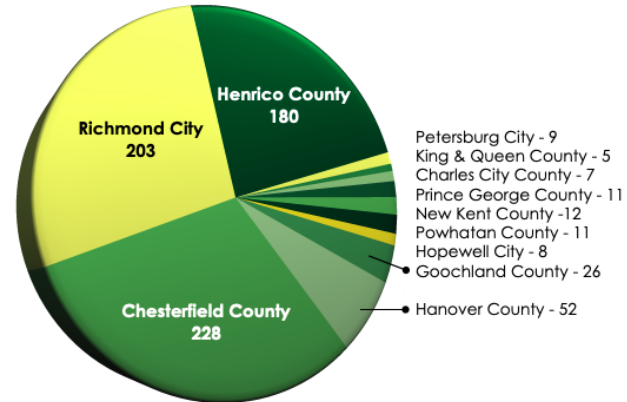 Henrico County
180
Richmond City
203
Petersburg City - 9
King & Queen County - 5
Charles City County - 7
Prince George County - 11
New Kent County -12
Powhatan County - 11
Hopewell City - 8
Goochland County - 26
Hanover County - 52
Chesterfield County
228